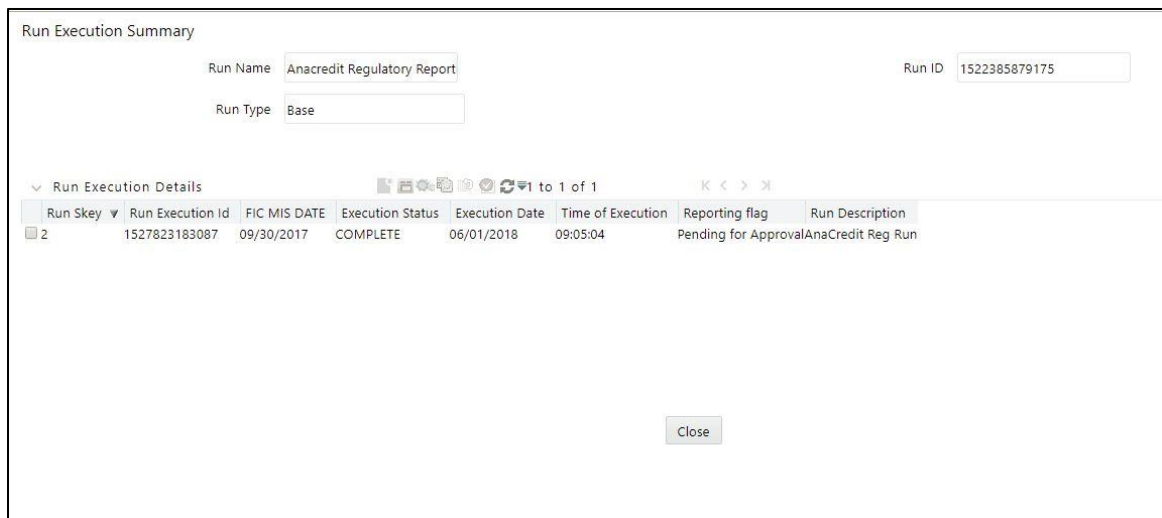 Run Execution Summary
Run Name Anacredit Regulatory Report Run ID 1522385879175
Run Type Base
Run Execution Details 1 to 1 of 1
Run Skey Run Execution Id FIC MIS DATE Execution Status Execution Date Time of Execution Reporting flag Run Description
2 1527823183087 09/30/2017 COMPLETE 06/01/2018 09:05:04 Pending for ApprovalAnaCredit Reg Run
Close